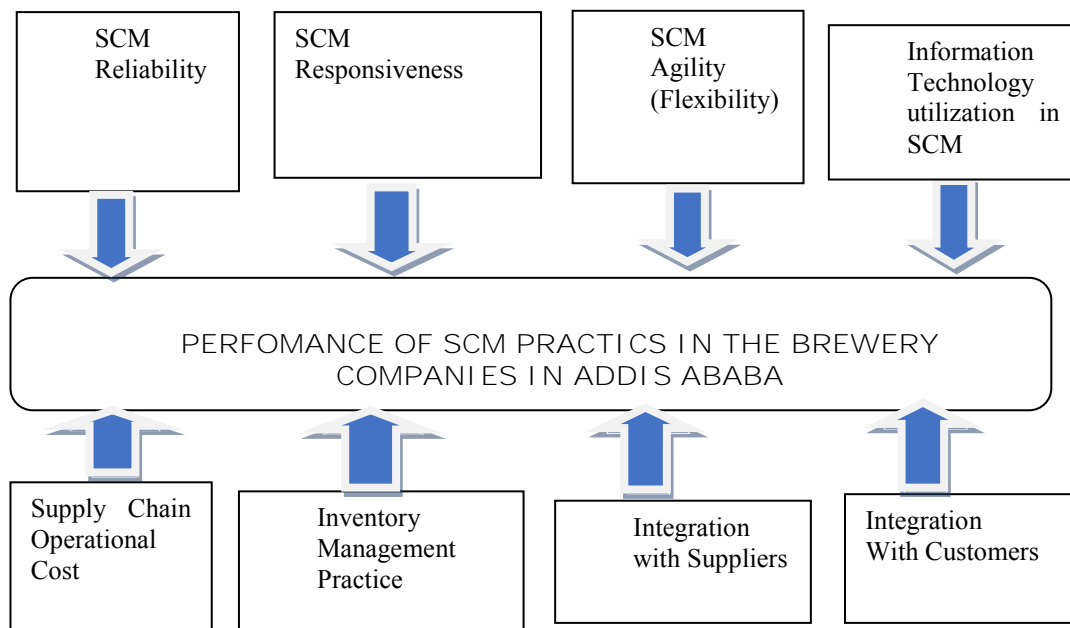 SCM
Reliability
SCM
Responsiveness
SCM
Agility
(Flexibility)
Information
Technology
utilization in
SCM
PERFOMANCE OF SCM PRACTICS IN THE BREWERY
COMPANIES IN ADDIS ABABA
Supply Chain
Operational
Cost
Inventory
Management
Practice
Integration
with Suppliers
Integration
With Customers